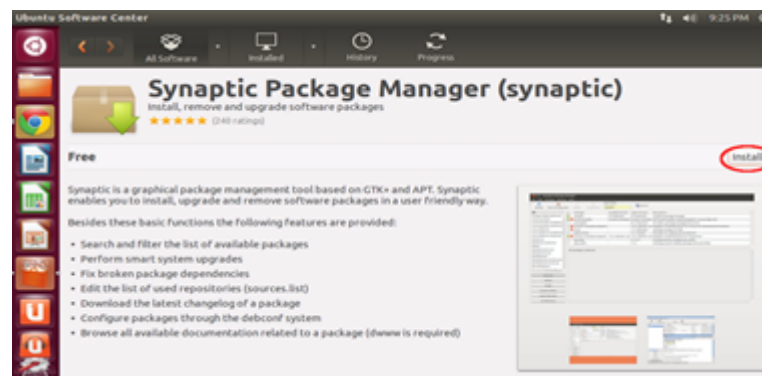 Ubuntu Software Center
9:25 PM
All Software
Installed
History
Progress
Synaptic Package Manager (synaptic)
Install, remove and upgrade software packages
(240 ratings)
Free
Install
Synaptic is a graphical package management tool based on GTK+ and APT. Synaptic
enables you to install, upgrade and remove software packages in a user friendly way.
Besides these basic functions the following features are provided:
• Search and filter the list of available packages
• Perform smart system upgrades
• Fix broken package dependencies
• Edit the list of used repositories (sources.list)
• Download the latest changelog of a package
• Configure packages through the debconf system
• Browse all available documentation related to a package (dwww is required)